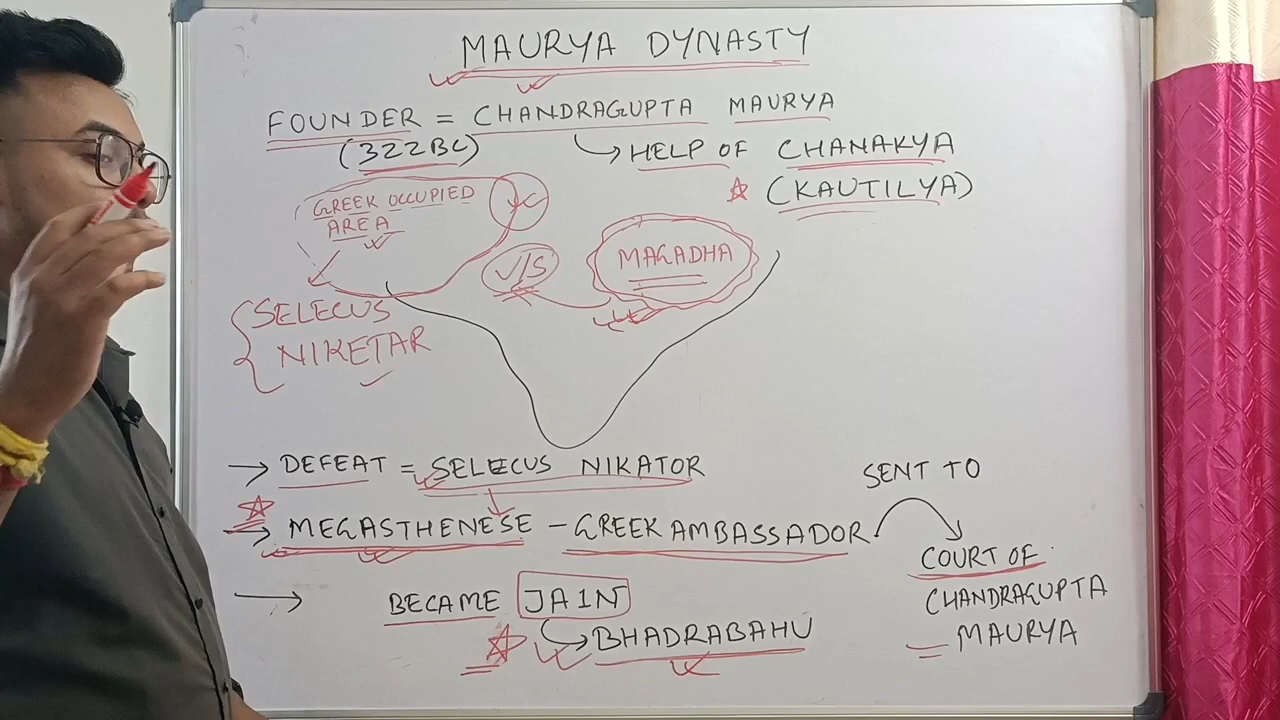 MAURYA DYNASTY
FOUNDER = CHANDRAGUPTA MAURYA
(322BC)
HELP OF CHANAKYA
(KAUTILYA)
GREEK OCCUPIED
AREA
V/S
MAGADHA
SELECUS
NIKETAR
→ DEFEAT = SELECUS NIKATOR
→ MEGASTHENESE - GREEK AMBASSADOR
SENT TO
COURT OF
CHANDRAGUPTA
MAURYA
→ BECAME JAIN
BHADRABAHU